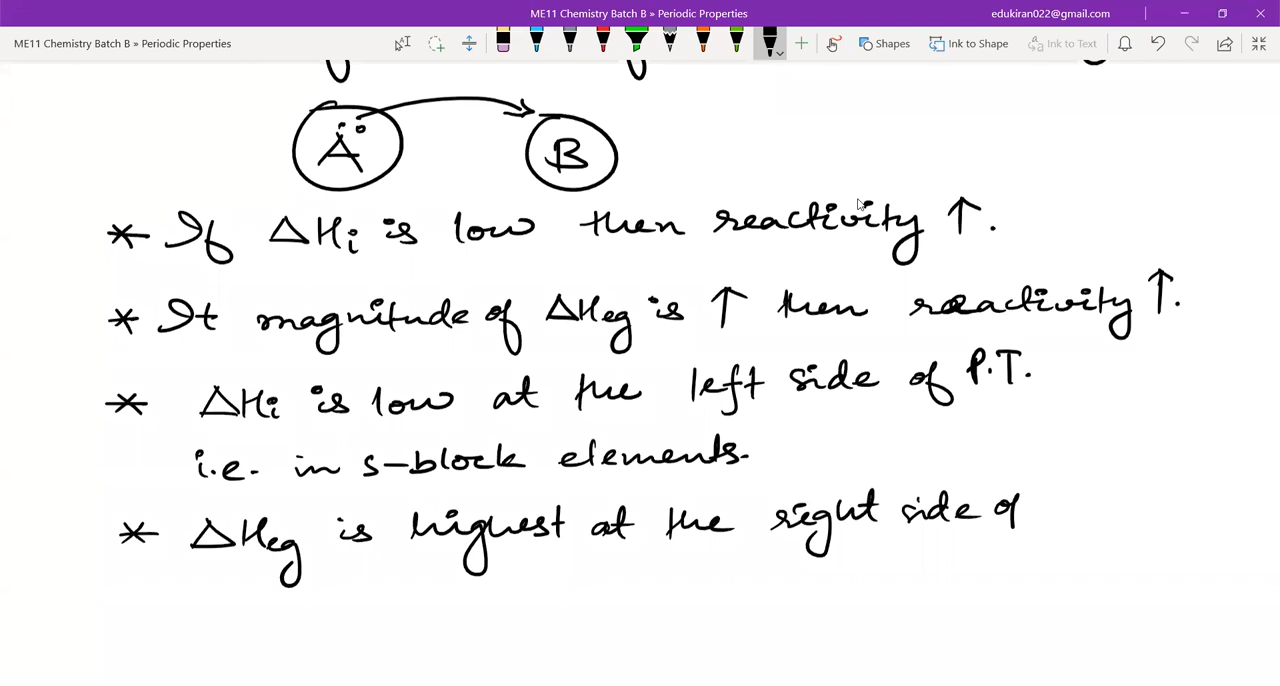 ME11 Chemistry Batch B » Periodic Properties
edukiran022@gmail.com
ME11 Chemistry Batch B » Periodic Properties
Shapes
Ink to Shape
Ink to Text
A
B
* If ΔHi is low then reactivity ↑.
* It magnitude of ΔHeg is ↑ then reactivity ↑.
* ΔHi is low at the left side of P.T.
i.e. in s-block elements.
* ΔHeg is highest at the right side of